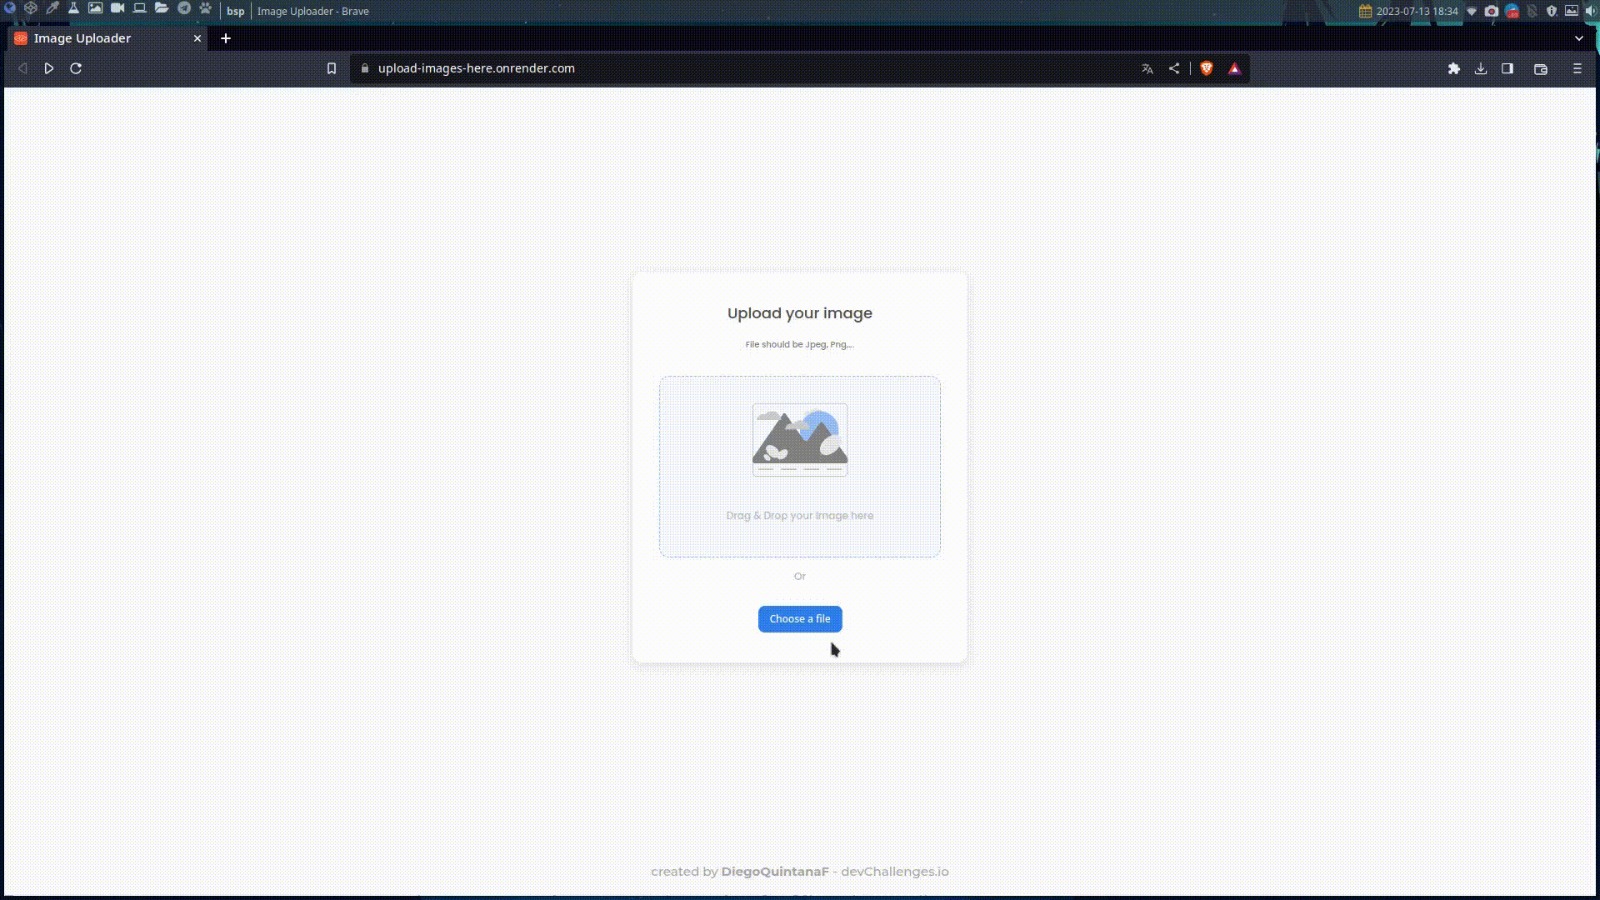 bsp Image Uploader - Brave 2023-07-13 18:34
Image Uploader
upload-images-here.onrender.com
Upload your image
File should be Jpeg, Png,...
Drag & Drop your image here
Or
Choose a file
created by DiegoQuintanaF - devChallenges.io